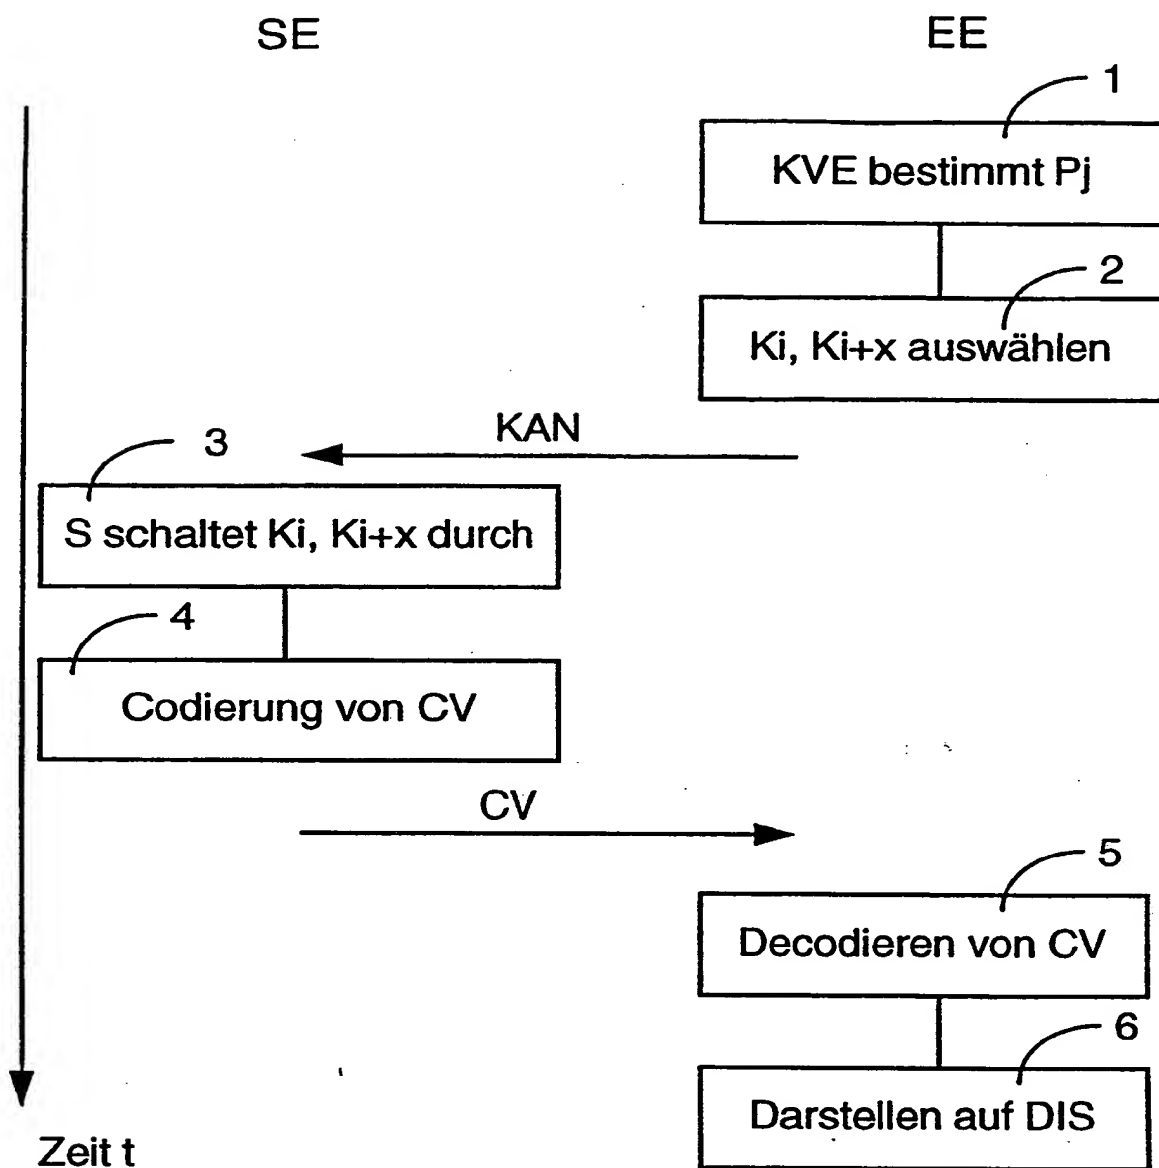 SE
EE
1
KVE bestimmt Pj
2
Ki, Ki+x auswählen
KAN
3
S schaltet Ki, Ki+x durch
4
Codierung von CV
CV
5
Decodieren von CV
6
Darstellen auf DIS
Zeit t